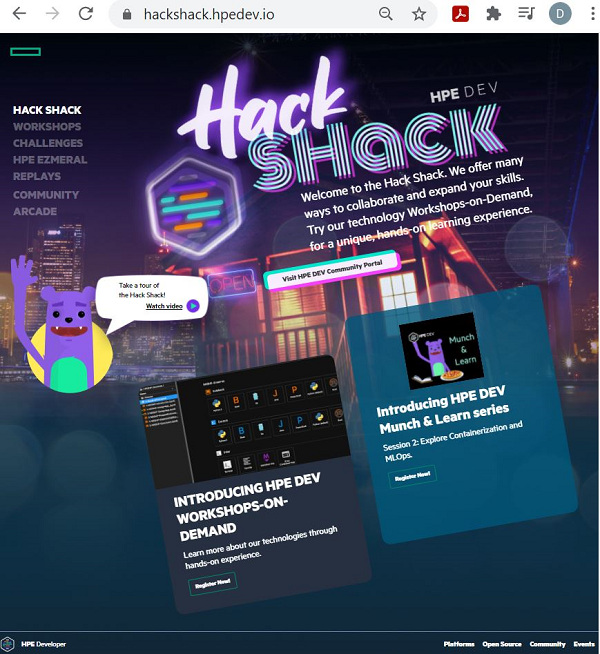 hackshack.hpedev.io
D
HACK SHACK
WORKSHOPS
CHALLENGES
HPE EZMERAL
REPLAYS
COMMUNITY
ARCADE
Hack
SHACK
HPE DEV
Welcome to the Hack Shack. We offer many
ways to collaborate and expand your skills.
Try our technology Workshops-on-Demand,
for a unique, hands-on learning experience.
OPEN
Visit HPE DEV Community Portal
Take a tour of
the Hack Shack!
Watch video
HPE DEV
Munch
&
Learn
Introducing HPE DEV
Munch & Learn series
Session 2: Explore Containerization and
MLOps.
Register Now!
INTRODUCING HPE DEV
WORKSHOPS-ON-
DEMAND
Learn more about our technologies through
hands-on experience.
Register Now!
HPE Developer
Platforms Open Source Community Events